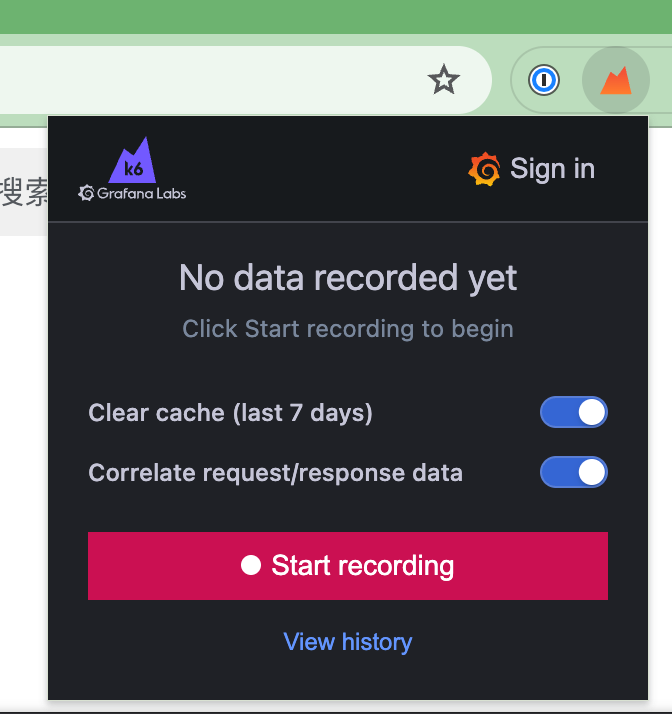 搜索
k6
Grafana Labs
Sign in
No data recorded yet
Click Start recording to begin
Clear cache (last 7 days)
Correlate request/response data
Start recording
View history